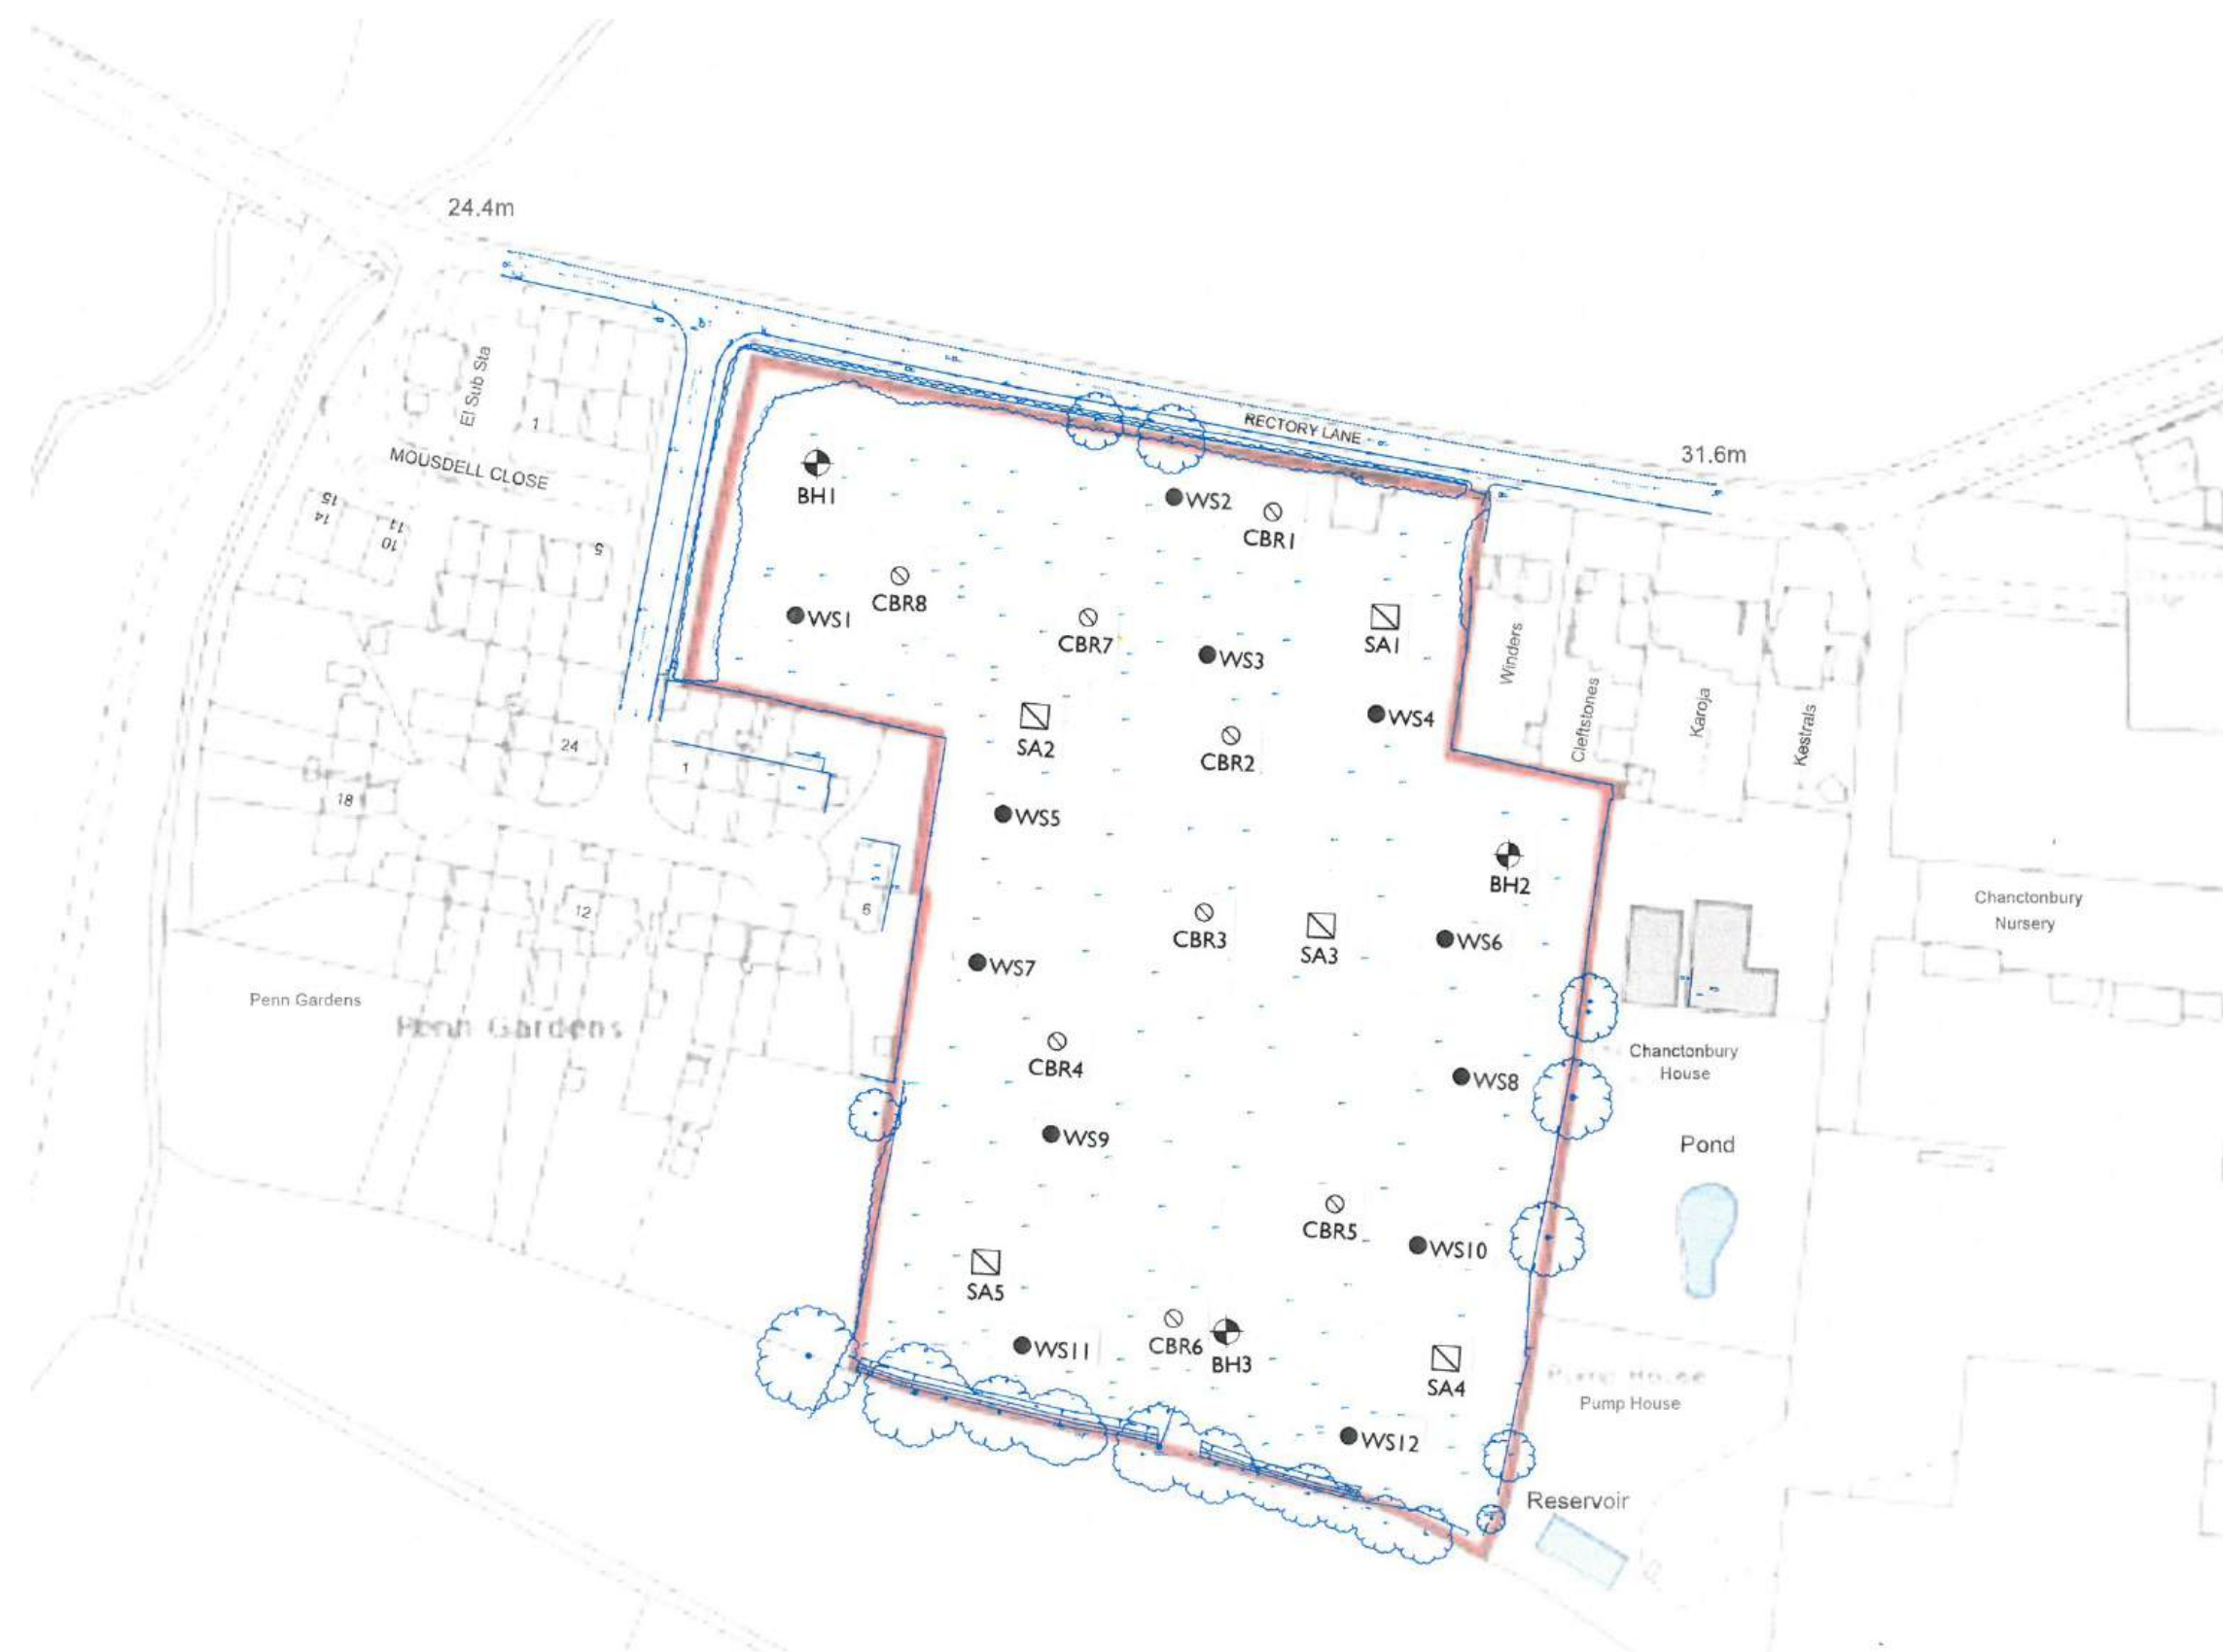 24.4m
RECTORY LANE
31.6m
El Sub Sta
1
MOUSDELL CLOSE
15
14
11
10
5
BH1
WS2
CBR1
CBR8
WS1
CBR7
WS3
SA1
Winders
Cleftstones
Karoja
Kestrals
SA2
WS4
CBR2
24
1
18
WS5
BH2
12
6
Chanctonbury
Nursery
CBR3
SA3
WS6
WS7
Penn Gardens
Penn Gardens
CBR4
Chanctonbury
House
WS8
WS9
Pond
CBR5
WS10
SA5
CBR6
BH3
WS11
SA4
Pump House
Pump House
WS12
Reservoir